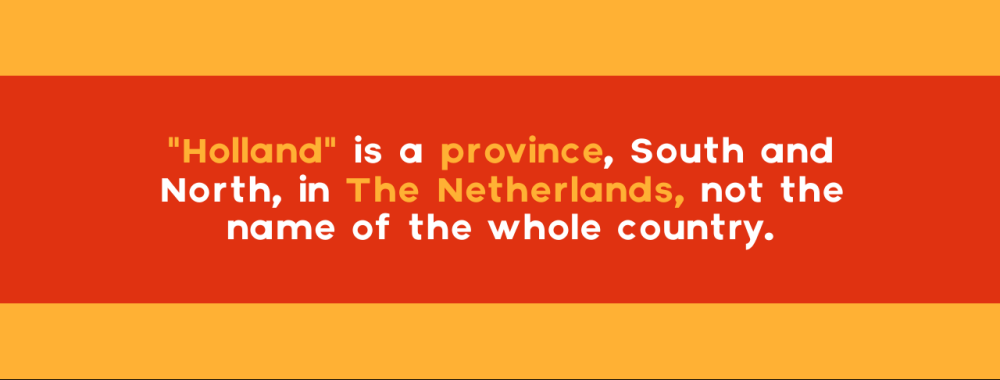 "Holland" is a province, South and
North, in The Netherlands, not the
name of the whole country.